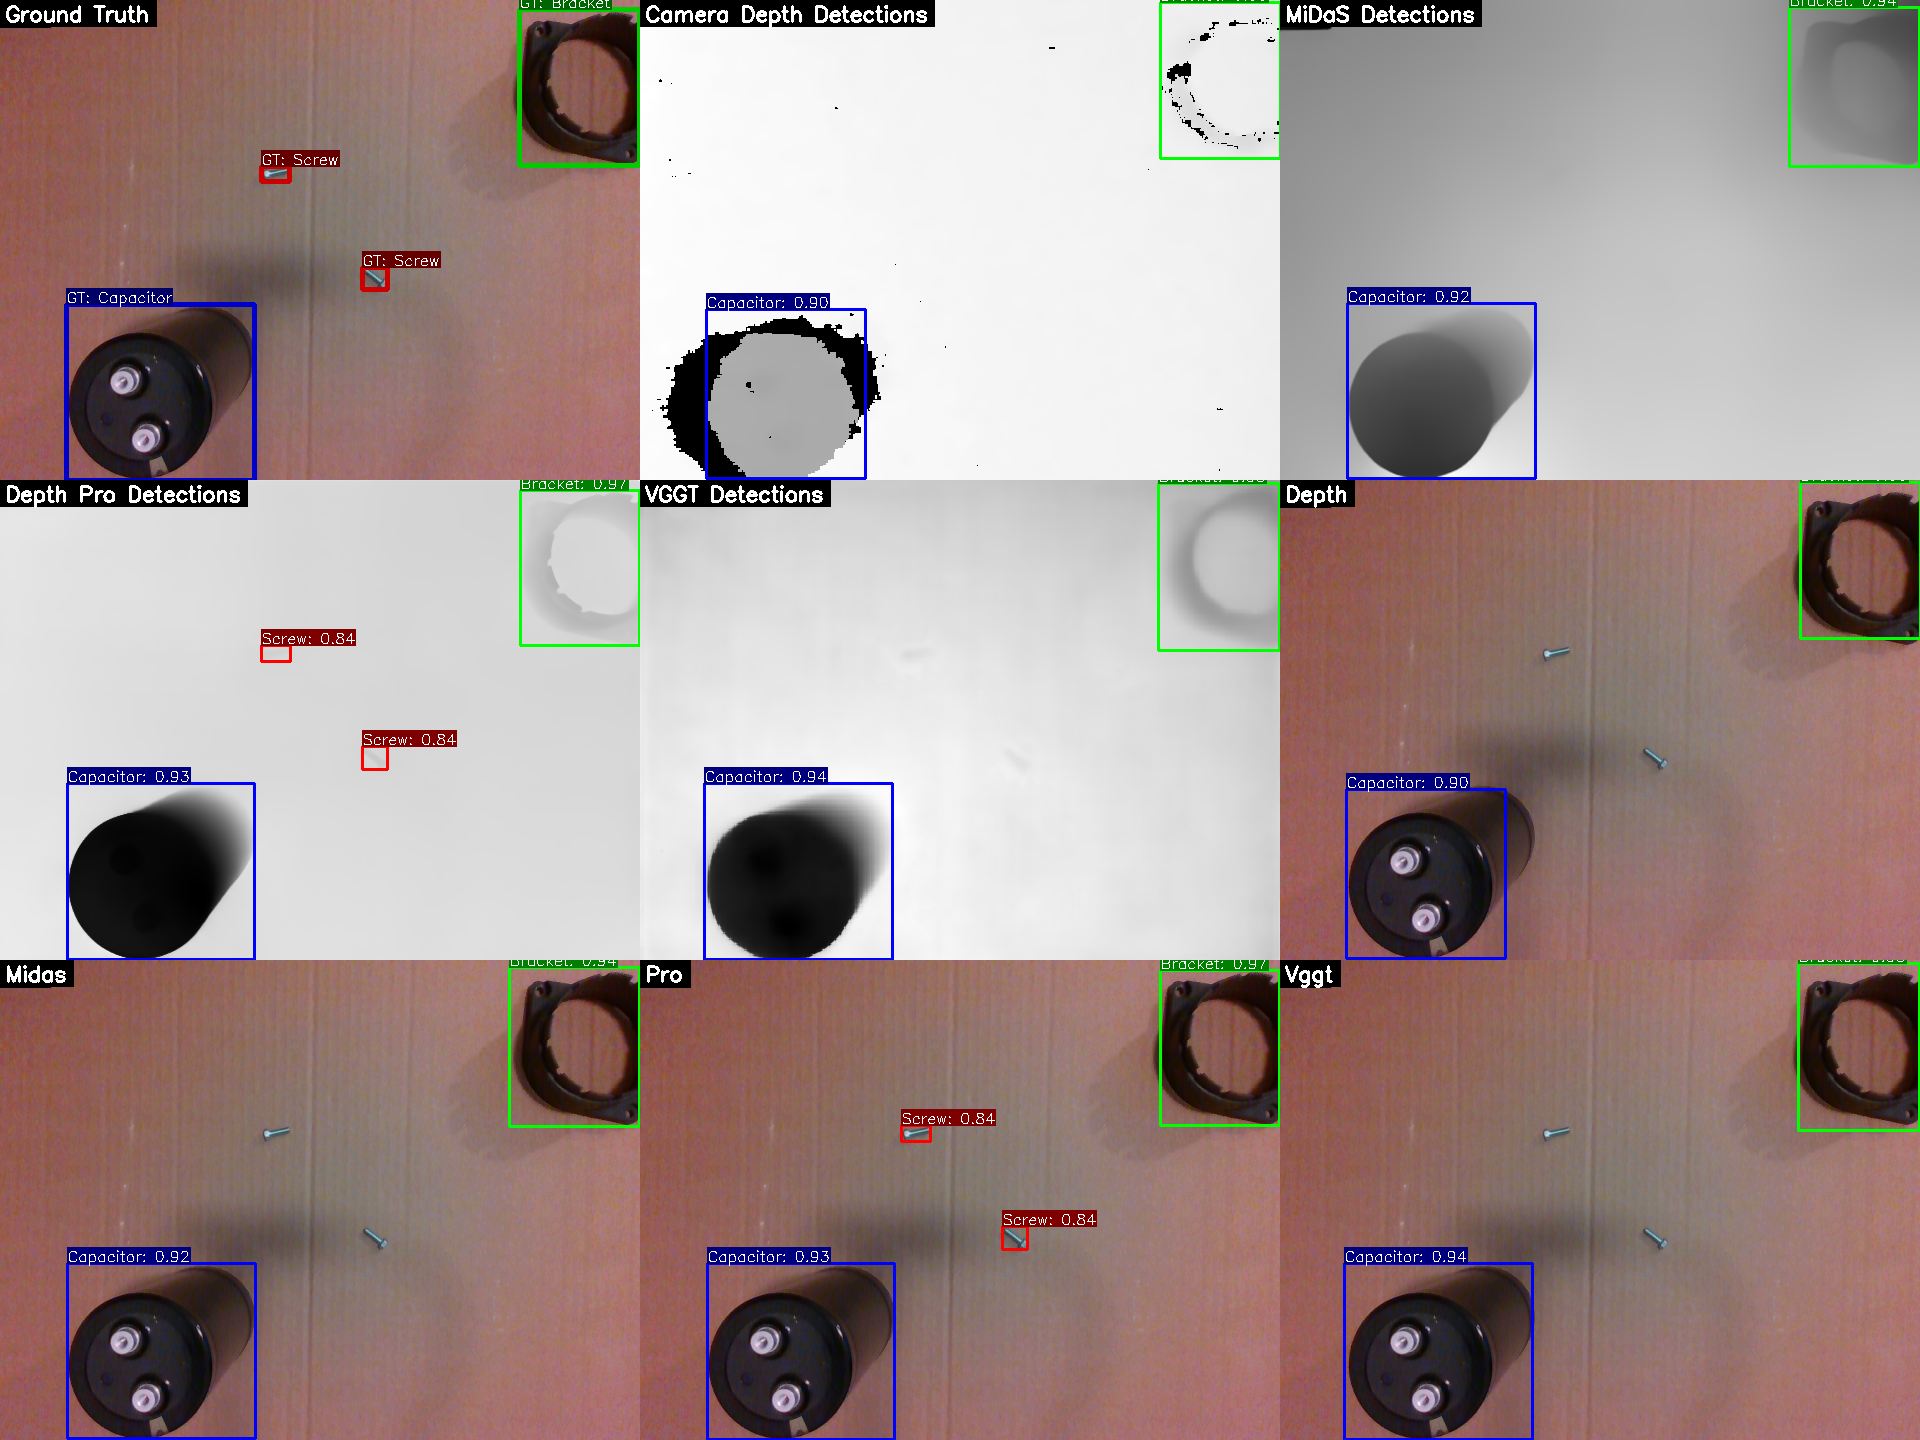 Ground Truth
GT: Bracket
GT: Screw
GT: Screw
GT: Capacitor
Camera Depth Detections
Capacitor: 0.90
MiDaS Detections
Bracket: 0.94
Capacitor: 0.92
Depth Pro Detections
Bracket: 0.97
Screw: 0.84
Screw: 0.84
Capacitor: 0.93
VGGT Detections
Capacitor: 0.94
Depth
Capacitor: 0.90
Midas
Bracket: 0.94
Capacitor: 0.92
Pro
Bracket: 0.97
Screw: 0.84
Screw: 0.84
Capacitor: 0.93
Vggt
Capacitor: 0.94